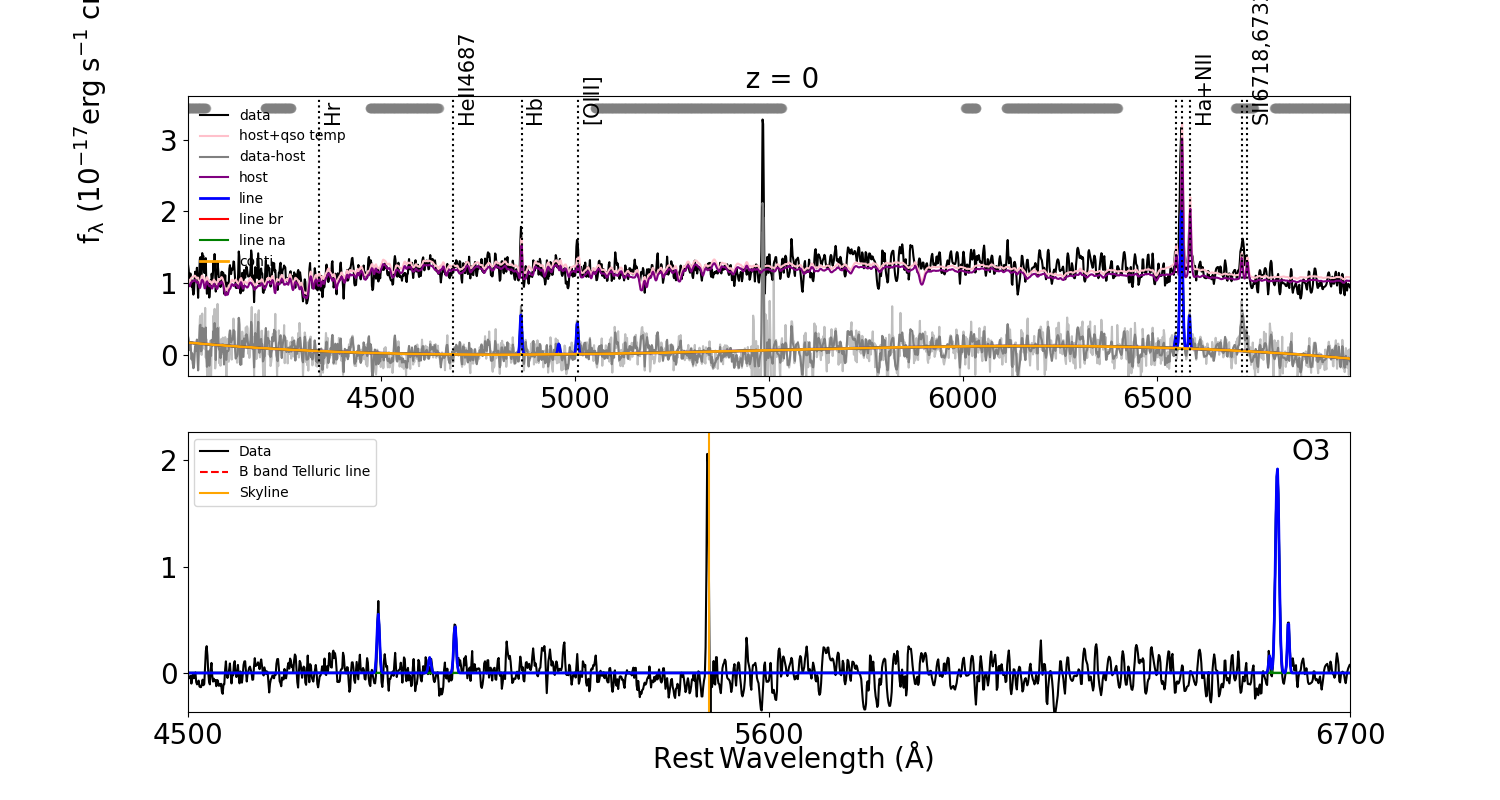 z = 0
f_λ (10^−17 erg s^−1
Hr
HeII4687
Hb
[OIII]
Ha+NII
SII6718,673
data
host+qso temp
data-host
host
line
line br
line na
conti
3
2
1
0
4500 5000 5500 6000 6500
O3
Data
B band Telluric line
Skyline
2
1
0
4500 5600 6700
Rest Wavelength (Å)